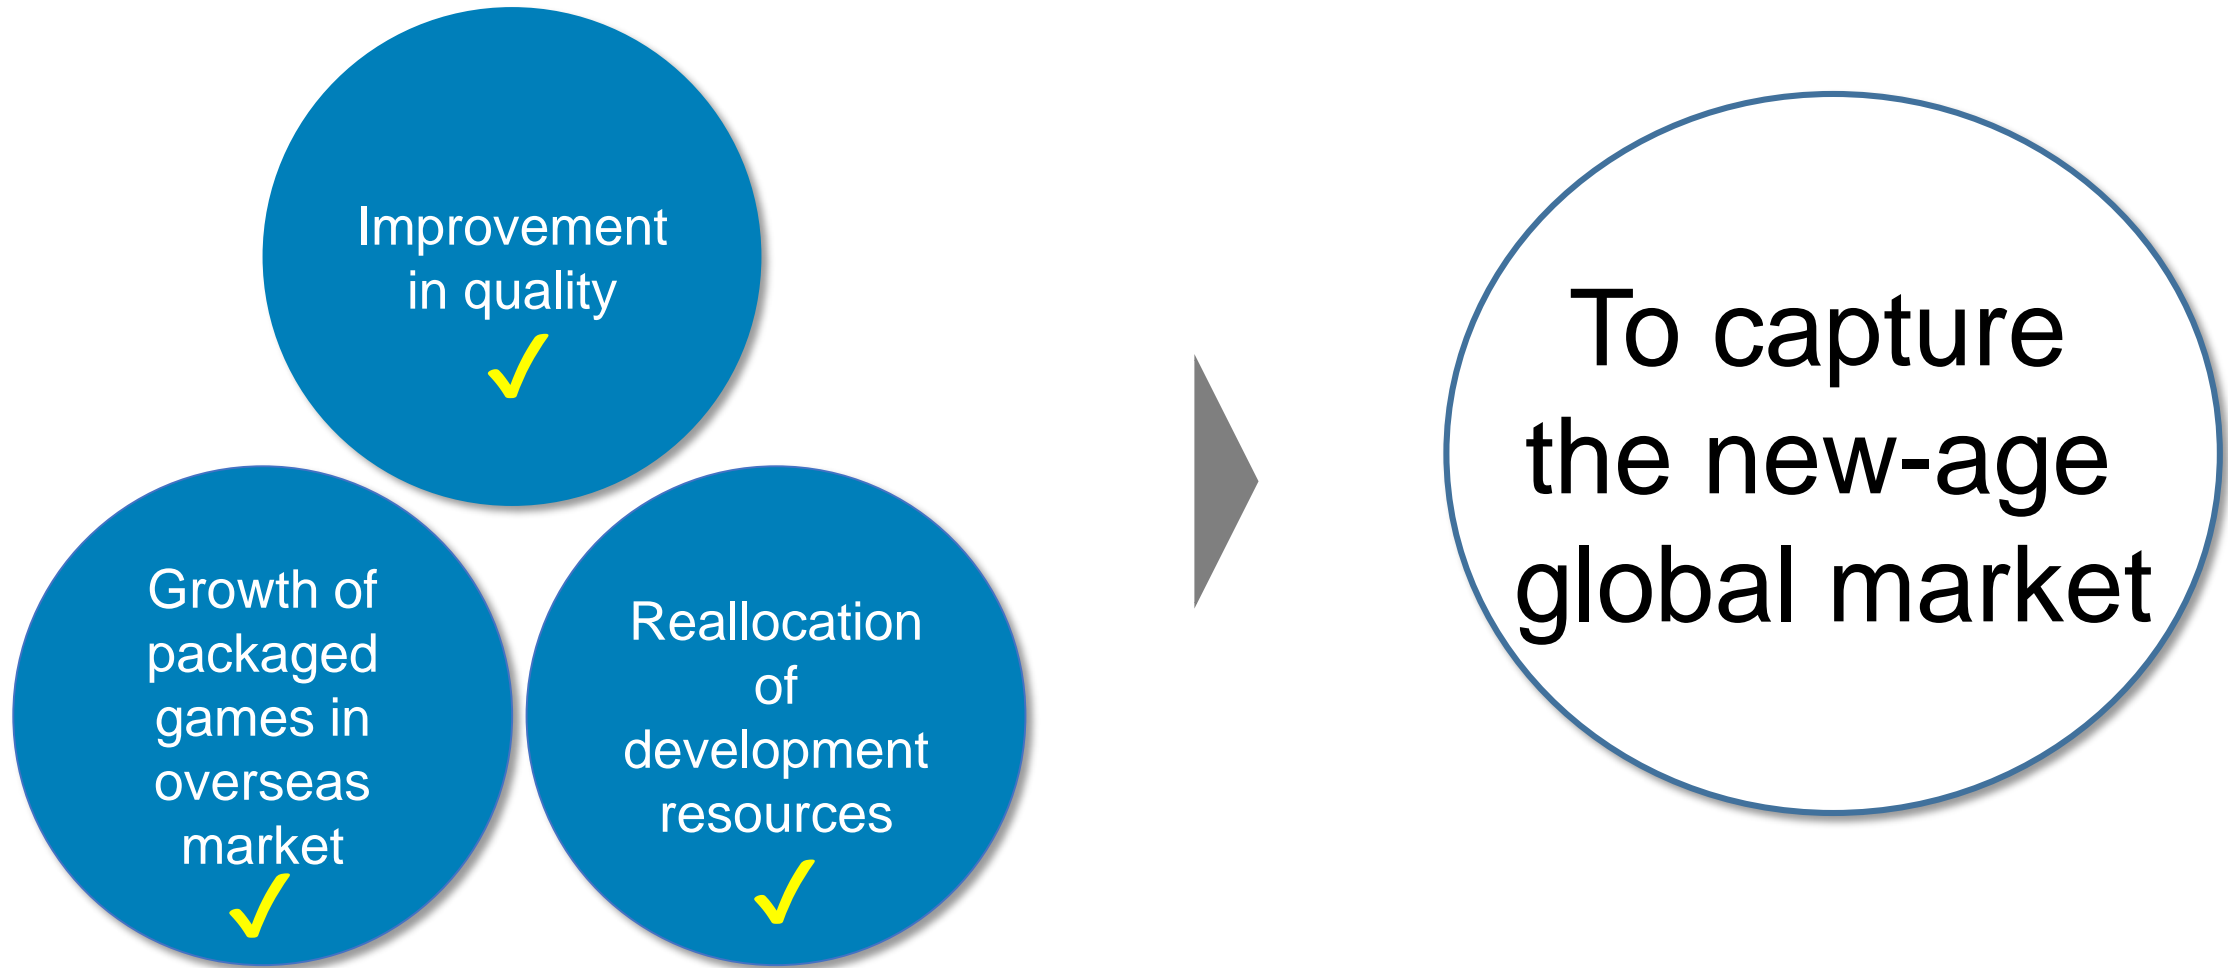 Improvement
in quality
✓
Growth of
packaged
games in
overseas
market
✓
Reallocation
of
development
resources
✓
To capture
the new-age
global market